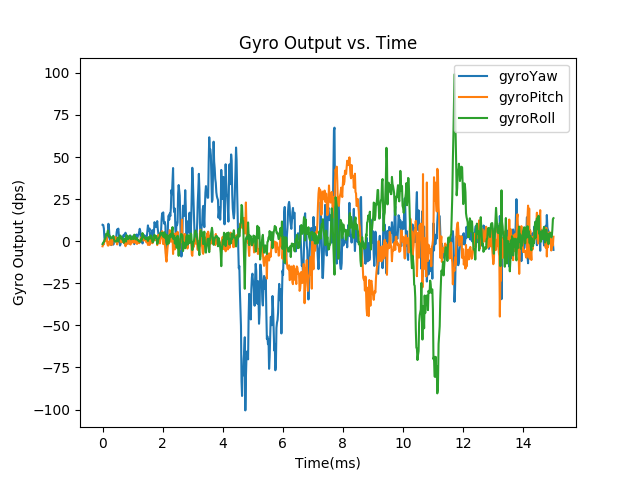 Gyro Output vs. Time
gyroYaw
gyroPitch
gyroRoll
100
75
50
25
0
−25
−50
−75
−100
Gyro Output (dps)
0 2 4 6 8 10 12 14
Time(ms)